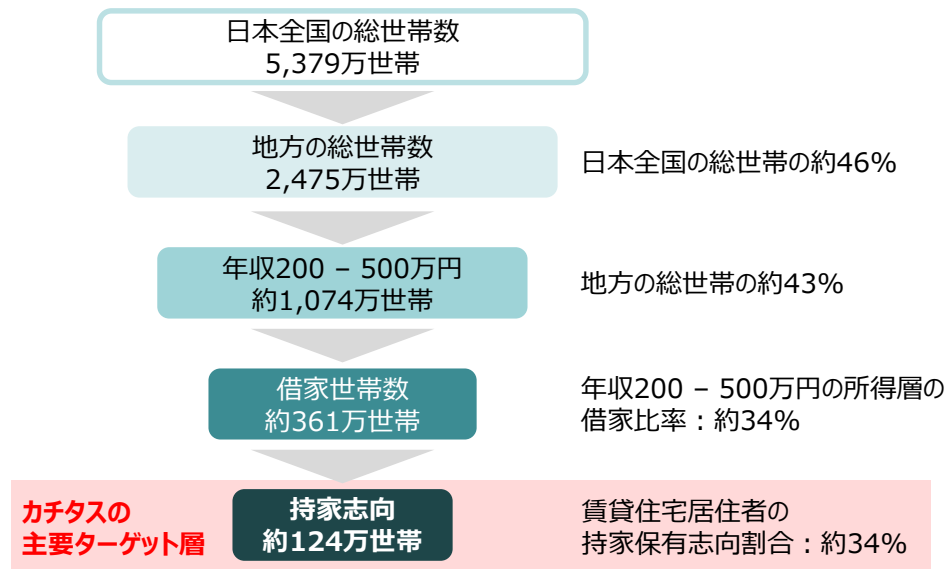 日本全国の総世帯数
5,379万世帯
地方の総世帯数
2,475万世帯
日本全国の総世帯の約46%
年収200 – 500万円
約1,074万世帯
地方の総世帯の約43%
借家世帯数
約361万世帯
年収200 – 500万円の所得層の
借家比率：約34%
カチタスの
主要ターゲット層
持家志向
約124万世帯
賃貸住宅居住者の
持家保有志向割合：約34%